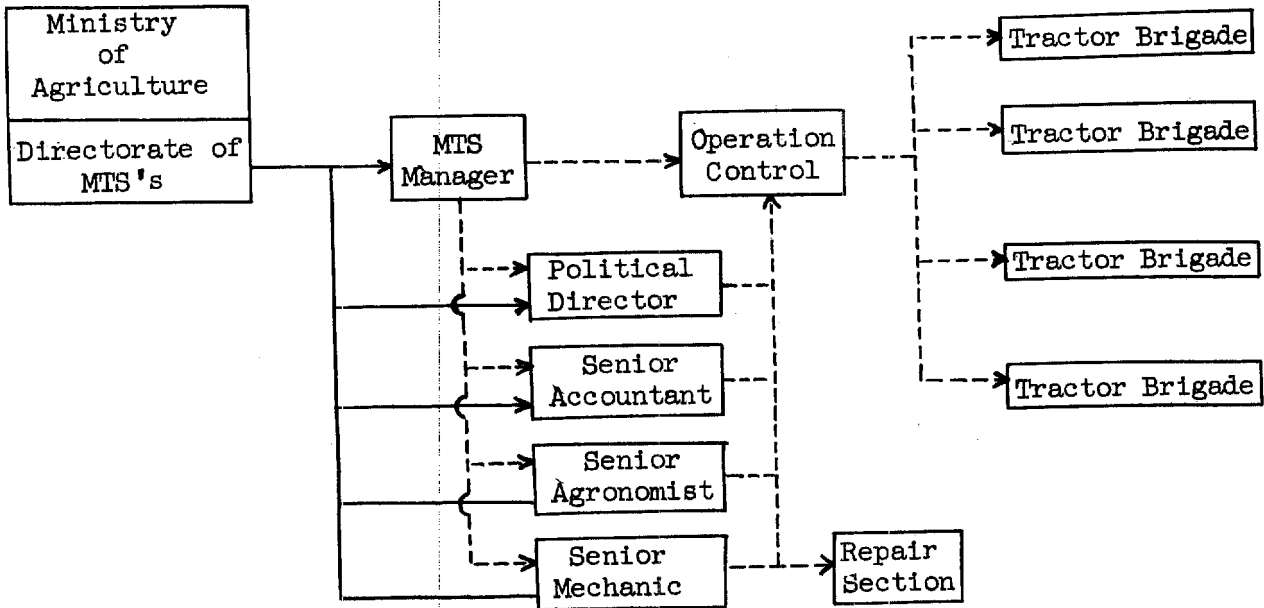 Ministry
of
Agriculture
Directorate of
MTS's
MTS
Manager
Operation
Control
Tractor Brigade
Tractor Brigade
Tractor Brigade
Tractor Brigade
Political
Director
Senior
Accountant
Senior
Agronomist
Senior
Mechanic
Repair
Section